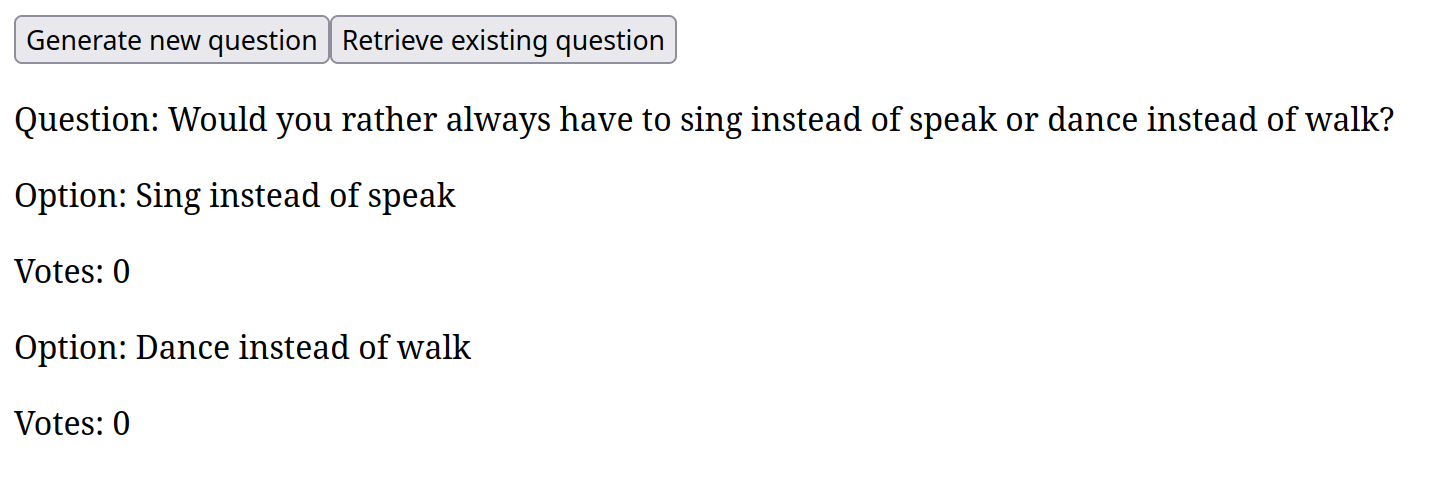 Generate new question Retrieve existing question
Question: Would you rather always have to sing instead of speak or dance instead of walk?
Option: Sing instead of speak
Votes: 0
Option: Dance instead of walk
Votes: 0